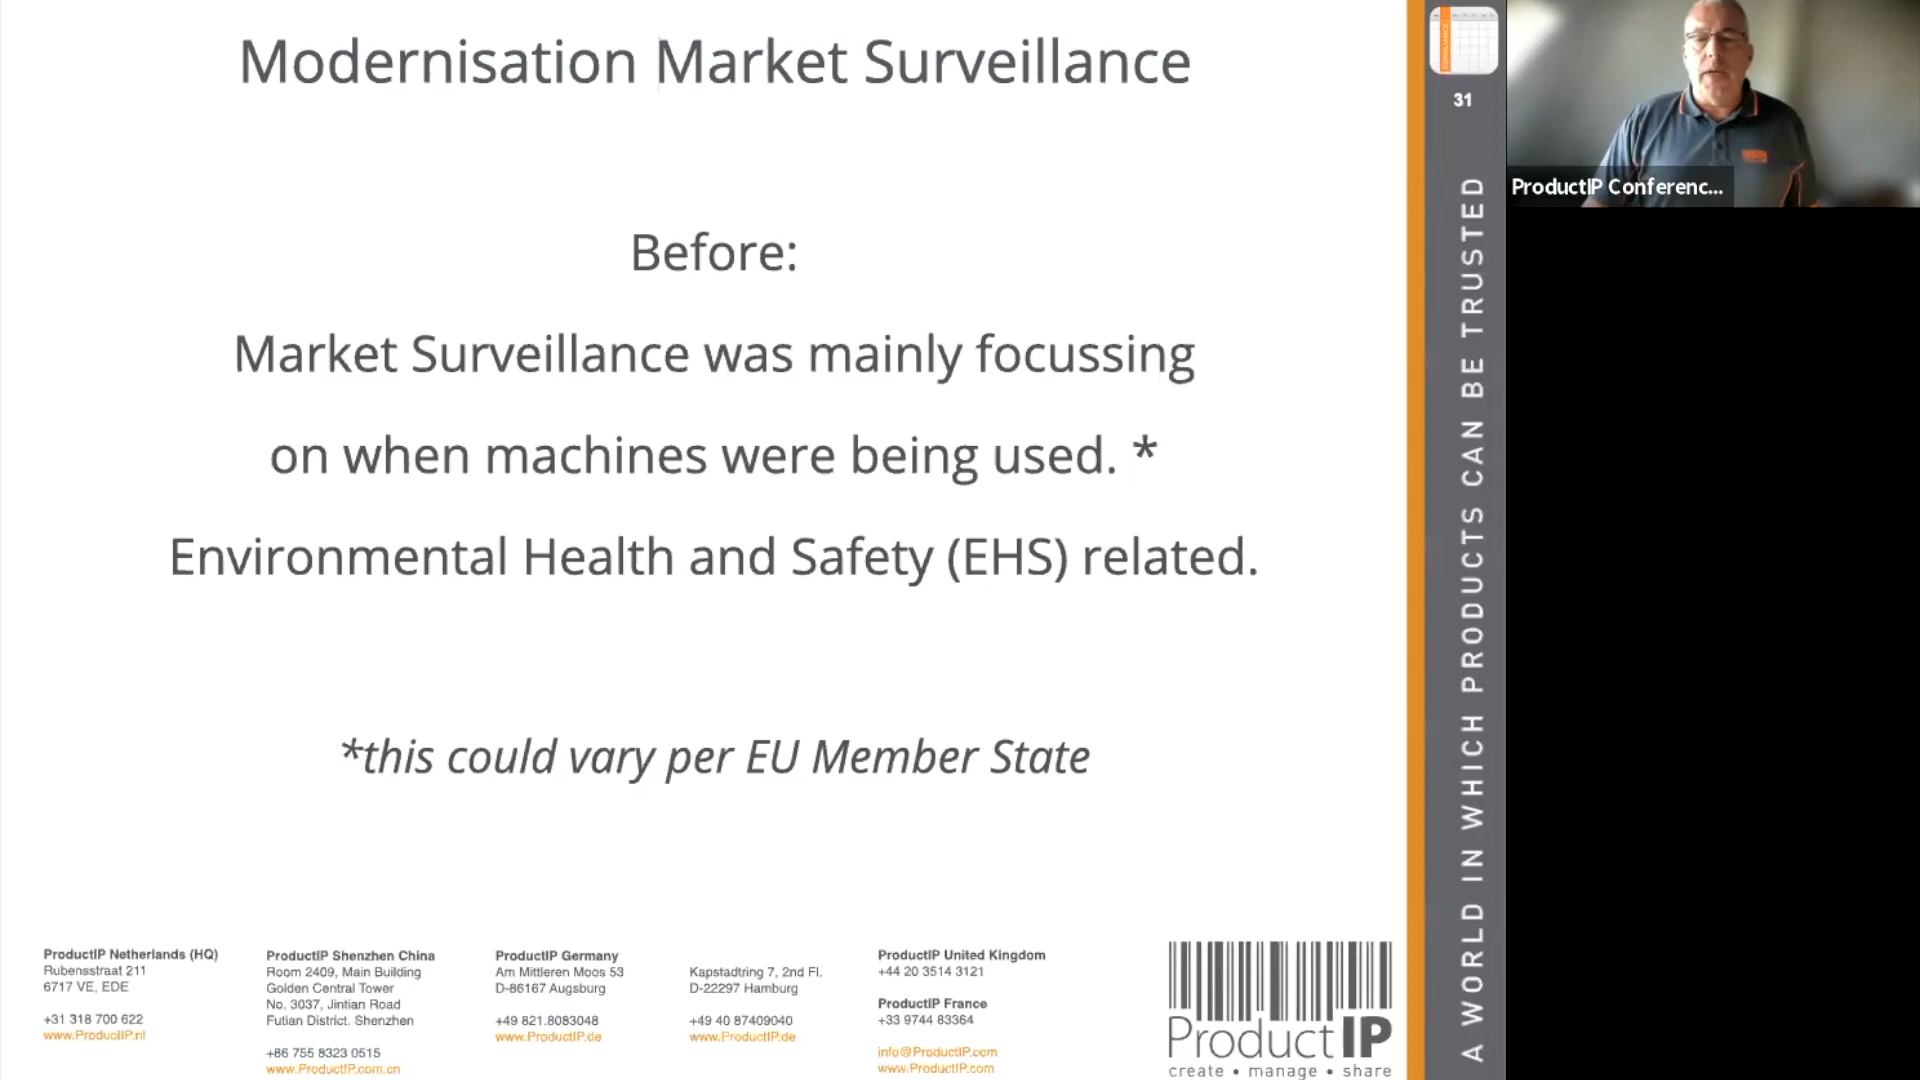 Modernisation Market Surveillance
Before:
Market Surveillance was mainly focussing
on when machines were being used. *
Environmental Health and Safety (EHS) related.
*this could vary per EU Member State
ProductIP Netherlands (HQ)
Rubensstraat 211
6717 VE, EDE
+31 318 700 622
www.ProductIP.nl
ProductIP Shenzhen China
Room 2409, Main Building
Golden Central Tower
No. 3037, Jintian Road
Futian District. Shenzhen
+86 755 8323 0515
www.ProductIP.com.cn
ProductIP Germany
Am Mittleren Moos 53
D-86167 Augsburg
+49 821.8083048
www.ProductIP.de
Kapstadtring 7, 2nd Fl.
D-22297 Hamburg
+49 40 87409040
www.ProductIP.de
ProductIP United Kingdom
+44 20 3514 3121
ProductIP France
+33 9744 83364
info@ProductIP.com
www.ProductIP.com
ProductIP
create • manage • share
31
A WORLD IN WHICH PRODUCTS CAN BE TRUSTED
ProductIP Conferenc...